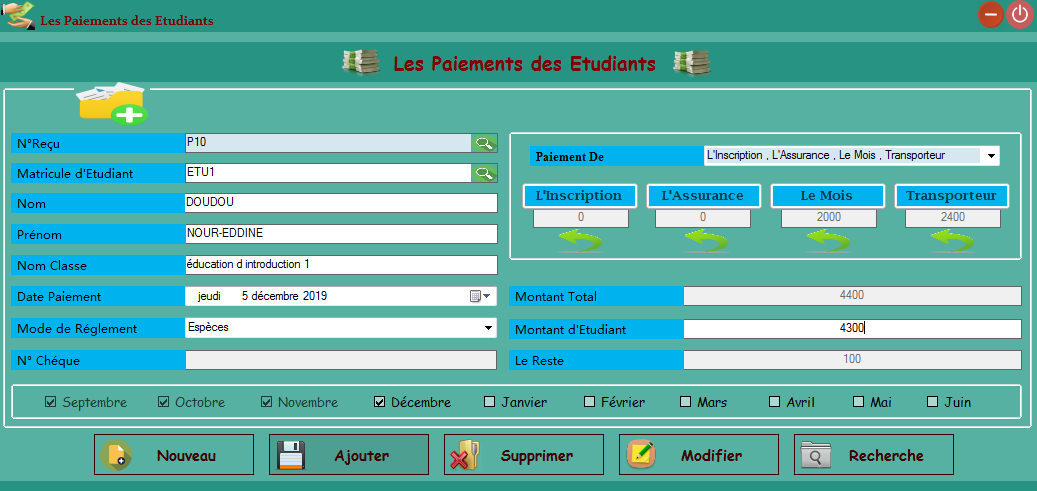 Les Paiements des Etudiants
Les Paiements des Etudiants
N°Reçu P10
Matricule d'Etudiant ETU1
Nom DOUDOU
Prénom NOUR-EDDINE
Nom Classe éducation d introduction 1
Date Paiement jeudi 5 décembre 2019
Mode de Réglement Espèces
N° Chéque
Paiement De L'Inscription , L'Assurance , Le Mois , Transporteur
L'Inscription L'Assurance Le Mois Transporteur
0 0 2000 2400
Montant Total 4400
Montant d'Etudiant 4300
Le Reste 100
Septembre Octobre Novembre Décembre Janvier Février Mars Avril Mai Juin
Nouveau Ajouter Supprimer Modifier Recherche